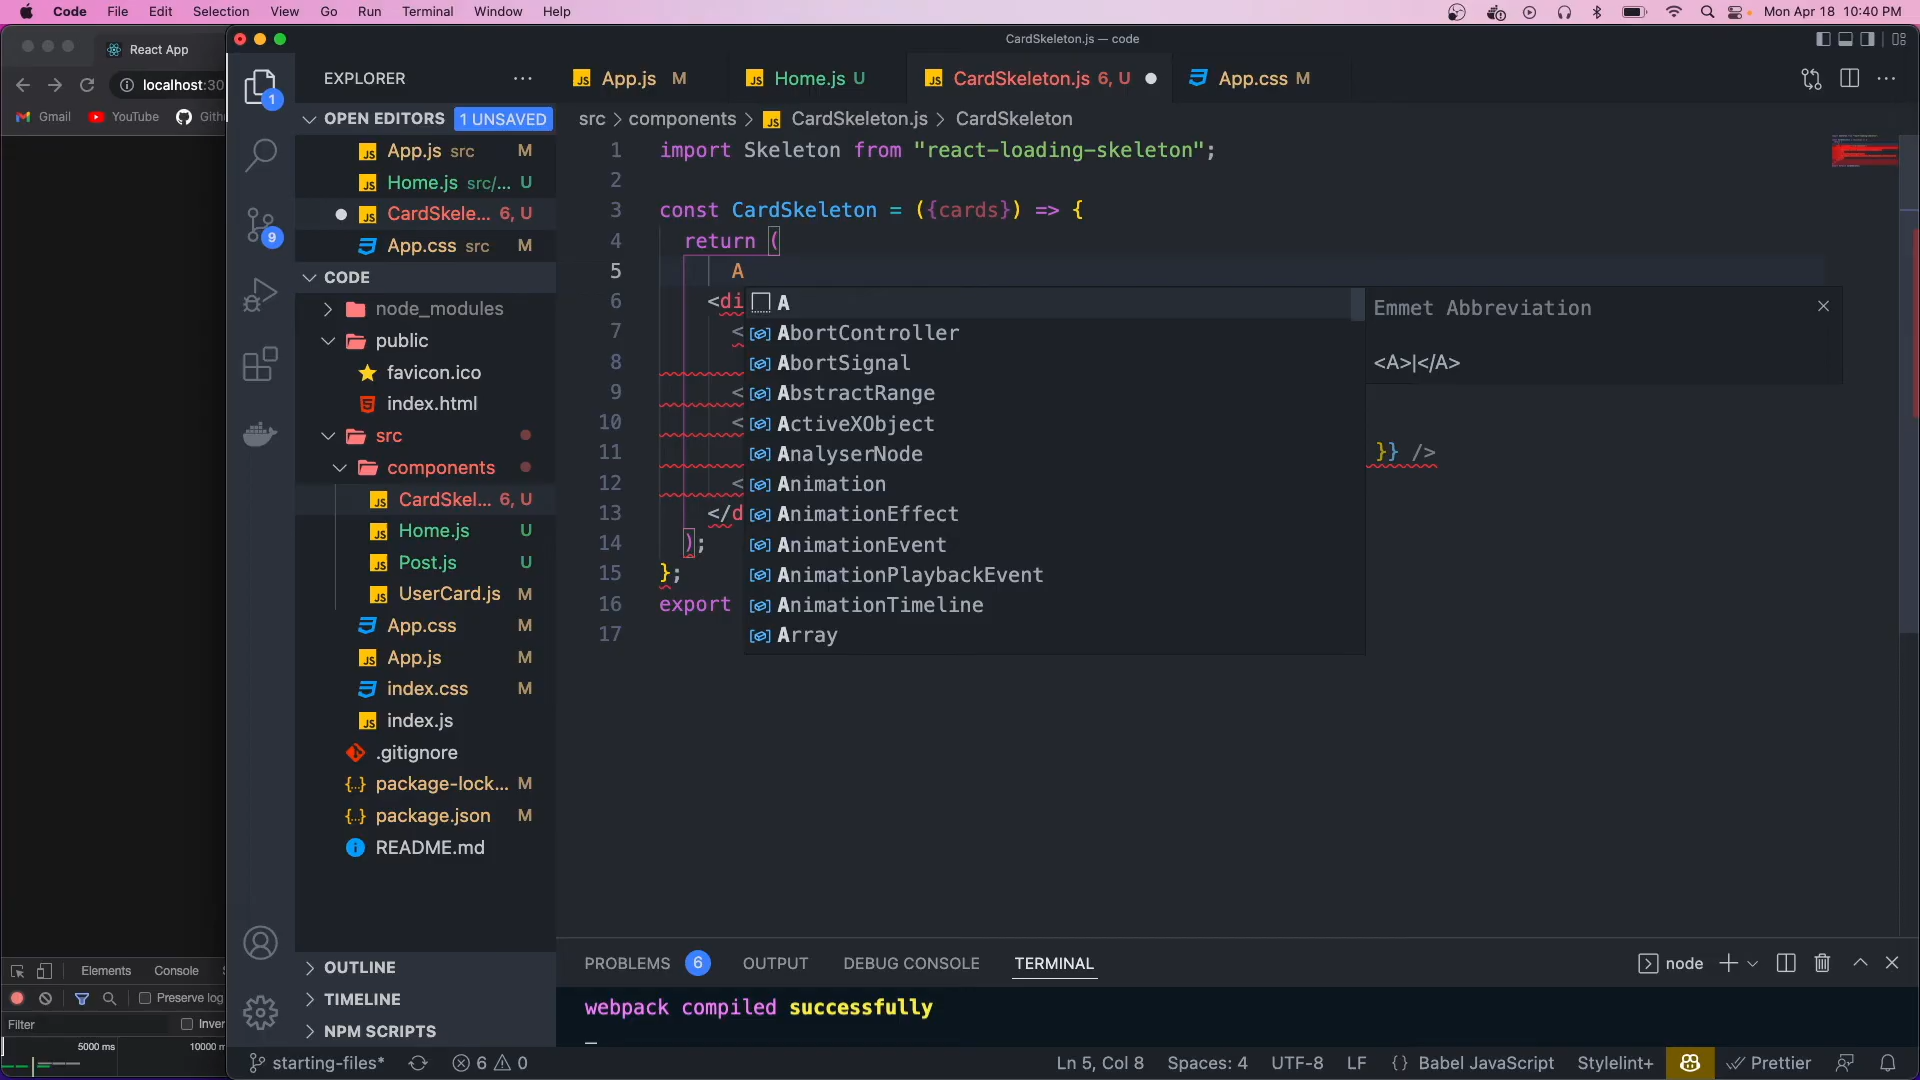 Code File Edit Selection View Go Run Terminal Window Help Mon Apr 18 10:40 PM
React App
localhost:30
Gmail YouTube
CardSkeleton.js — code
EXPLORER
App.js M Home.js U CardSkeleton.js 6, U App.css M
1
OPEN EDITORS 1 UNSAVED
src > components > CardSkeleton.js > CardSkeleton
App.js src M
Home.js src/... U
CardSkele... 6, U
App.css src M
9
CODE
node_modules
public
favicon.ico
index.html
src
components
CardSkel... 6, U
Home.js U
Post.js U
UserCard.js M
App.css M
App.js M
index.css M
index.js
.gitignore
package-lock... M
package.json M
README.md
OUTLINE
TIMELINE
NPM SCRIPTS
1 import Skeleton from "react-loading-skeleton";
2
3 const CardSkeleton = ({cards}) => {
4 return (
5 A
6 <di
7 <
8
9 <
10 <
11 }} />
12 <
13 </d
14 );
15 };
16 export
17
A
AbortController
AbortSignal
AbstractRange
ActiveXObject
AnalyserNode
Animation
AnimationEffect
AnimationEvent
AnimationPlaybackEvent
AnimationTimeline
Array
Emmet Abbreviation
<A>|</A>
PROBLEMS 6 OUTPUT DEBUG CONSOLE TERMINAL node
webpack compiled successfully
Elements Console
Preserve log
Filter
5000 ms
starting-files* 6 0 Ln 5, Col 8 Spaces: 4 UTF-8 LF {} Babel JavaScript Stylelint+ Prettier